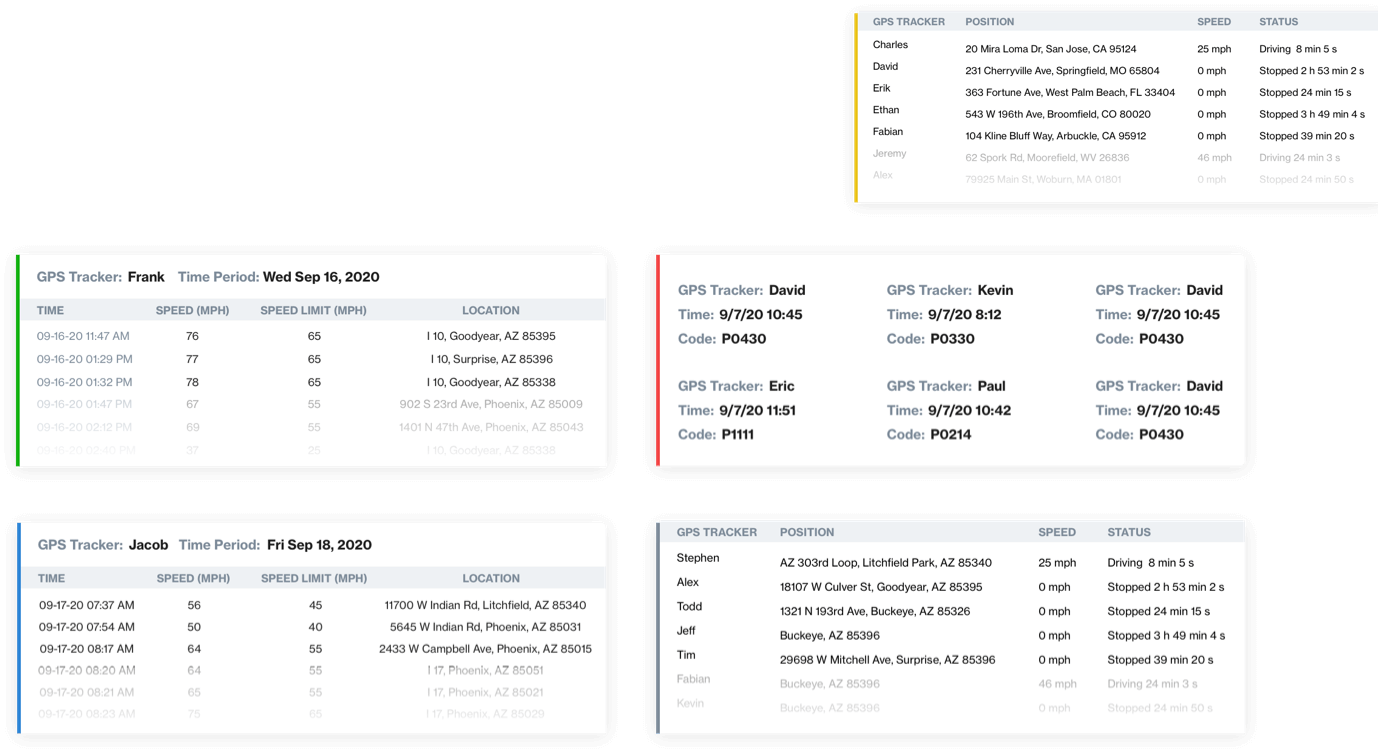 GPS TRACKER POSITION SPEED STATUS
Charles 20 Mira Loma Dr, San Jose, CA 95124 25 mph Driving 8 min 5 s
David 231 Cherryville Ave, Springfield, MO 65804 0 mph Stopped 2 h 53 min 2 s
Erik 363 Fortune Ave, West Palm Beach, FL 33404 0 mph Stopped 24 min 15 s
Ethan 543 W 196th Ave, Broomfield, CO 80020 0 mph Stopped 3 h 49 min 4 s
Fabian 104 Kline Bluff Way, Arbuckle, CA 95912 0 mph Stopped 39 min 20 s
Jeremy 62 Spork Rd, Moorefield, WV 26836 46 mph Driving 24 min 3 s
Alex 79925 Main St, Woburn, MA 01801 0 mph Stopped 24 min 50 s
GPS Tracker: Frank Time Period: Wed Sep 16, 2020
TIME SPEED (MPH) SPEED LIMIT (MPH) LOCATION
09-16-20 11:47 AM 76 65 I 10, Goodyear, AZ 85395
09-16-20 01:29 PM 77 65 I 10, Surprise, AZ 85396
09-16-20 01:32 PM 78 65 I 10, Goodyear, AZ 85338
09-16-20 01:47 PM 67 55 902 S 23rd Ave, Phoenix, AZ 85009
09-16-20 02:12 PM 69 55 1401 N 47th Ave, Phoenix, AZ 85043
09-16-20 02:40 PM 37 25 I 10, Goodyear, AZ 85338
GPS Tracker: David GPS Tracker: Kevin GPS Tracker: David
Time: 9/7/20 10:45 Time: 9/7/20 8:12 Time: 9/7/20 10:45
Code: P0430 Code: P0330 Code: P0430
GPS Tracker: Eric GPS Tracker: Paul GPS Tracker: David
Time: 9/7/20 11:51 Time: 9/7/20 10:42 Time: 9/7/20 10:45
Code: P1111 Code: P0214 Code: P0430
GPS Tracker: Jacob Time Period: Fri Sep 18, 2020
TIME SPEED (MPH) SPEED LIMIT (MPH) LOCATION
09-17-20 07:37 AM 56 45 11700 W Indian Rd, Litchfield, AZ 85340
09-17-20 07:54 AM 50 40 5645 W Indian Rd, Phoenix, AZ 85031
09-17-20 08:17 AM 64 55 2433 W Campbell Ave, Phoenix, AZ 85015
09-17-20 08:20 AM 64 55 I 17, Phoenix, AZ 85051
09-17-20 08:21 AM 65 55 I 17, Phoenix, AZ 85021
09-17-20 08:23 AM 75 65 I 17, Phoenix, AZ 85029
GPS TRACKER POSITION SPEED STATUS
Stephen AZ 303rd Loop, Litchfield Park, AZ 85340 25 mph Driving 8 min 5 s
Alex 18107 W Culver St, Goodyear, AZ 85395 0 mph Stopped 2 h 53 min 2 s
Todd 1321 N 193rd Ave, Buckeye, AZ 85326 0 mph Stopped 24 min 15 s
Jeff Buckeye, AZ 85396 0 mph Stopped 3 h 49 min 4 s
Tim 29698 W Mitchell Ave, Surprise, AZ 85396 0 mph Stopped 39 min 20 s
Fabian Buckeye, AZ 85396 46 mph Driving 24 min 3 s
Kevin Buckeye, AZ 85396 0 mph Stopped 24 min 50 s